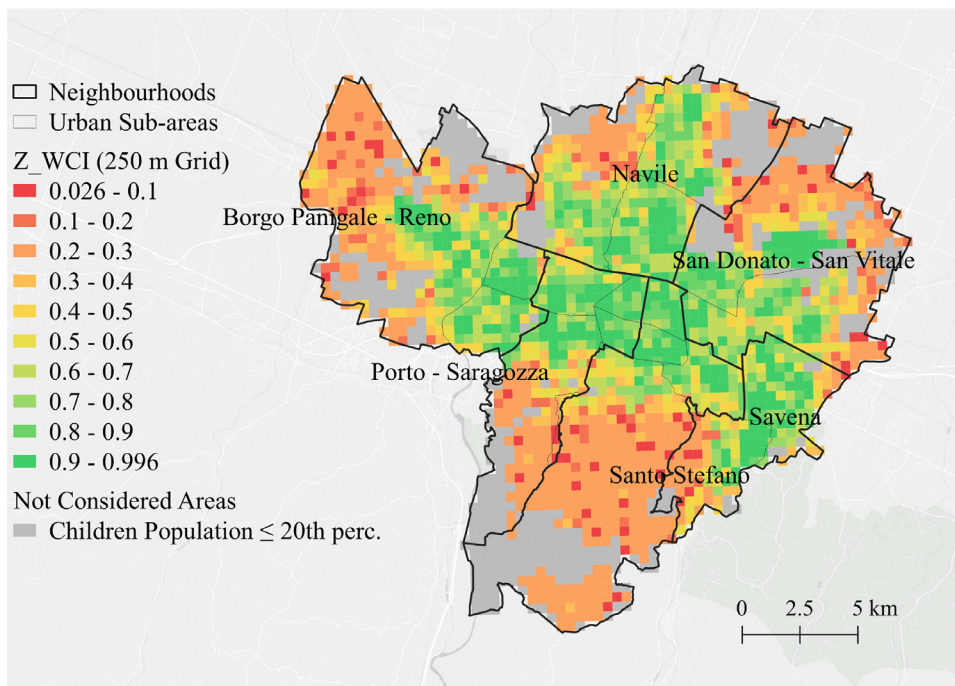 Neighbourhoods
Urban Sub-areas
Z_WCI (250 m Grid)
0.026 - 0.1
0.1 - 0.2
0.2 - 0.3
0.3 - 0.4
0.4 - 0.5
0.5 - 0.6
0.6 - 0.7
0.7 - 0.8
0.8 - 0.9
0.9 - 0.996
Not Considered Areas
Children Population ≤ 20th perc.
Navile
Borgo Panigale - Reno
San Donato - San Vitale
Porto - Saragozza
Savena
Santo Stefano
0 2.5 5 km